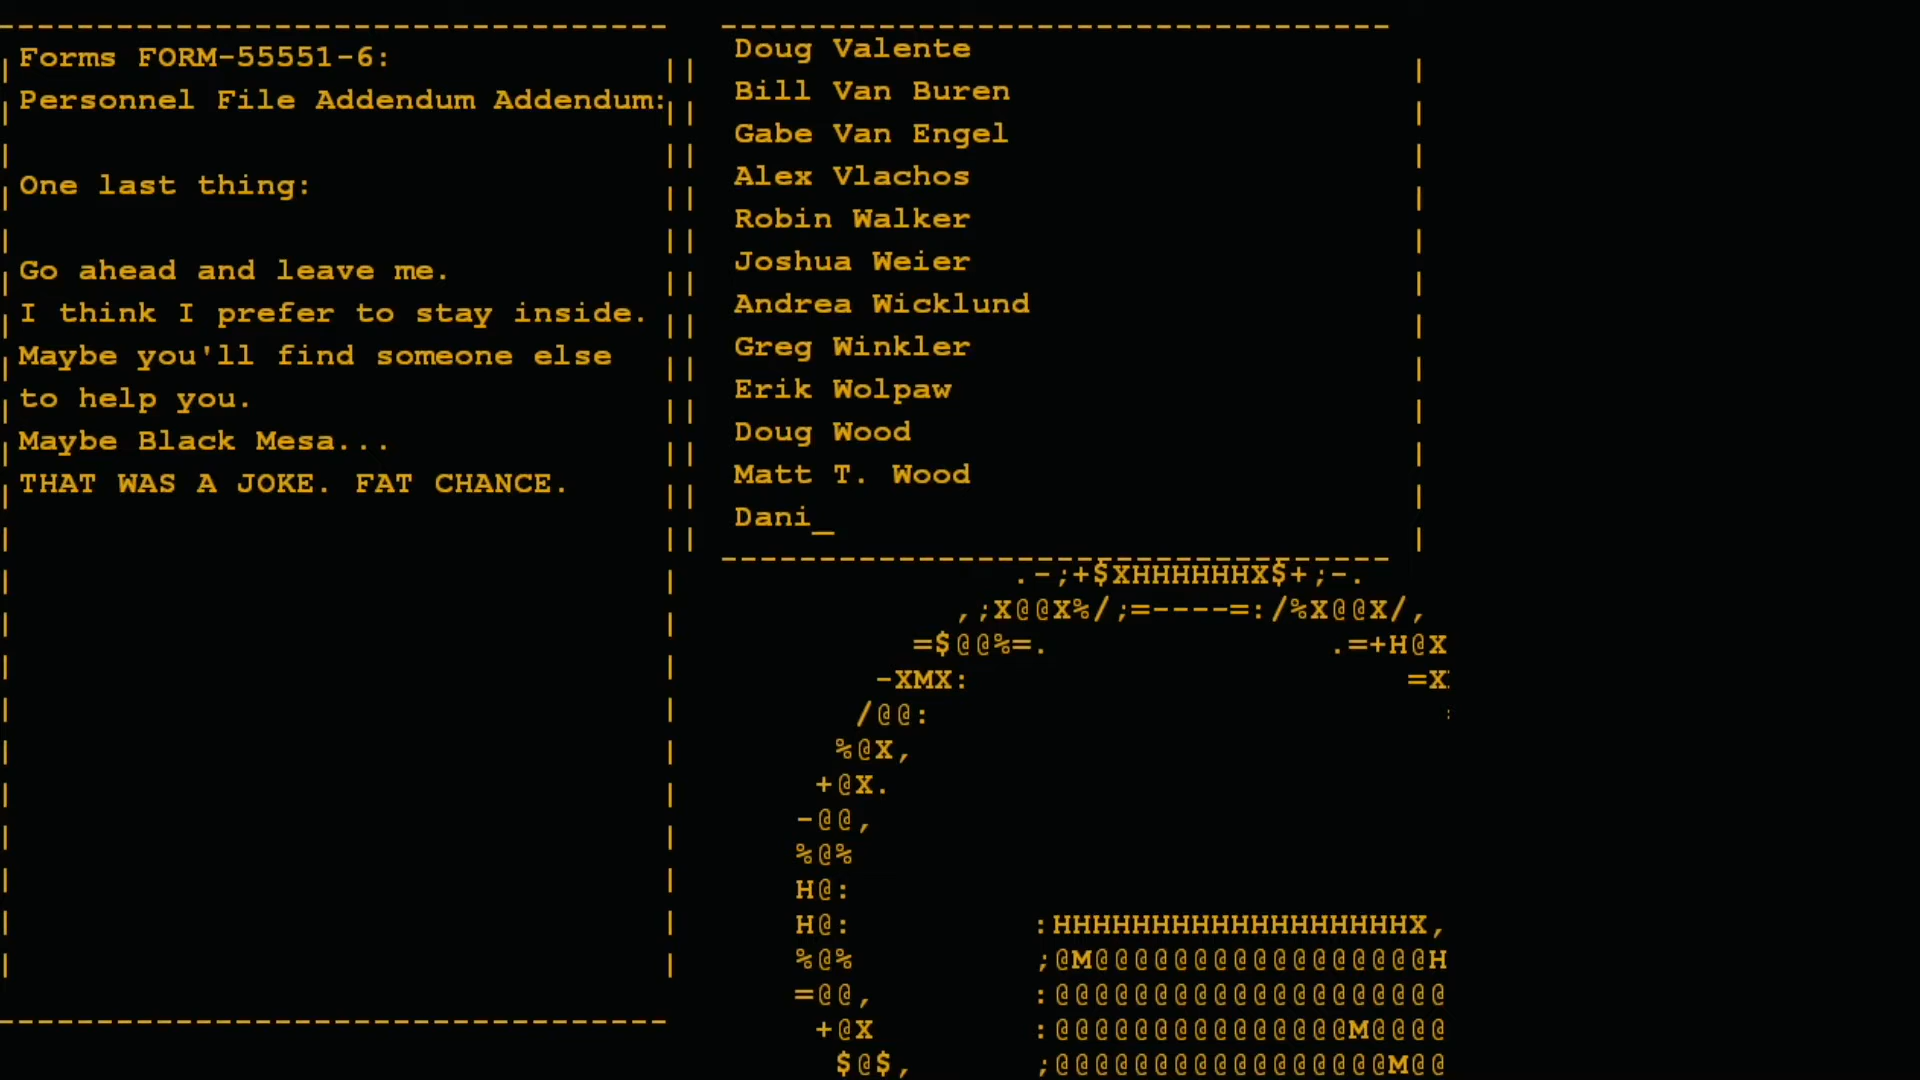 Forms FORM-55551-6:
Personnel File Addendum Addendum:
One last thing:
Go ahead and leave me.
I think I prefer to stay inside.
Maybe you'll find someone else
to help you.
Maybe Black Mesa...
THAT WAS A JOKE. FAT CHANCE.
Doug Valente
Bill Van Buren
Gabe Van Engel
Alex Vlachos
Robin Walker
Joshua Weier
Andrea Wicklund
Greg Winkler
Erik Wolpaw
Doug Wood
Matt T. Wood
Dani_